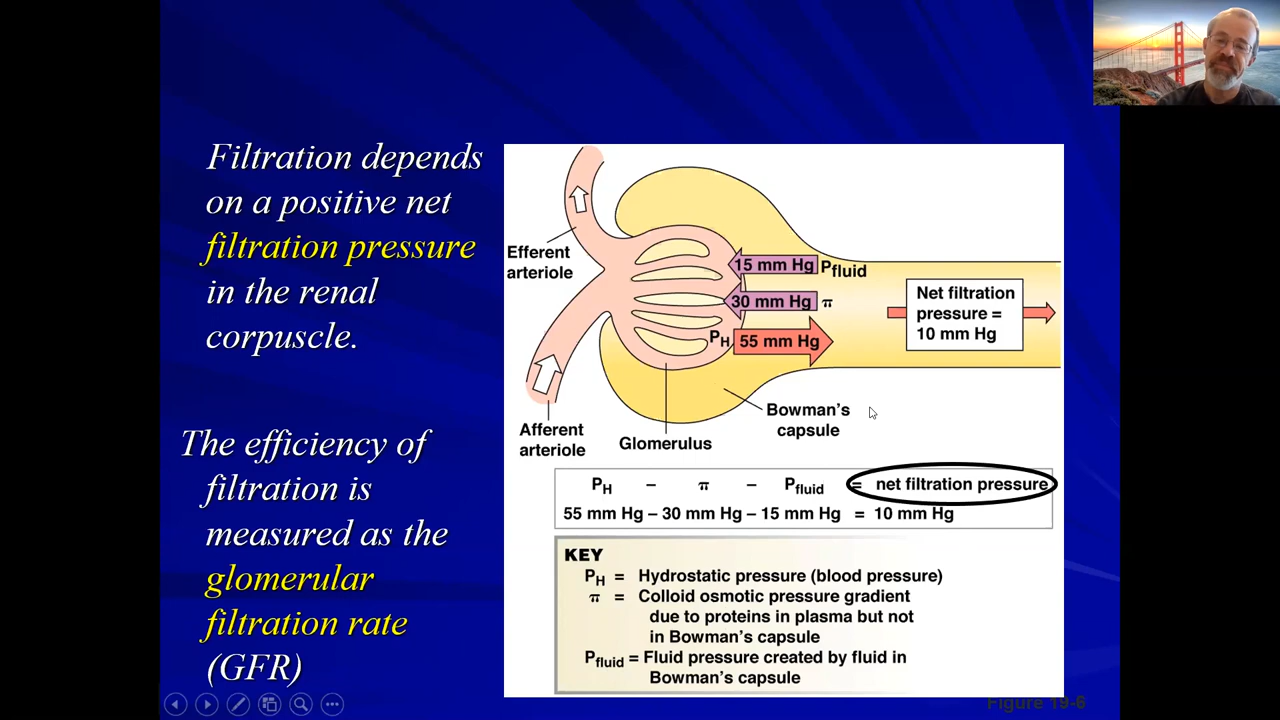 Filtration depends
on a positive net
filtration pressure
in the renal
corpuscle.
The efficiency of
filtration is
measured as the
glomerular
filtration rate
(GFR)
Efferent
arteriole
15 mm Hg Pfluid
30 mm Hg π
PH 55 mm Hg
Net filtration
pressure =
10 mm Hg
Bowman's
capsule
Afferent
arteriole
Glomerulus
PH – π – Pfluid = net filtration pressure
55 mm Hg – 30 mm Hg – 15 mm Hg = 10 mm Hg
KEY
PH = Hydrostatic pressure (blood pressure)
π = Colloid osmotic pressure gradient
due to proteins in plasma but not
in Bowman's capsule
Pfluid = Fluid pressure created by fluid in
Bowman's capsule
Figure 19-6